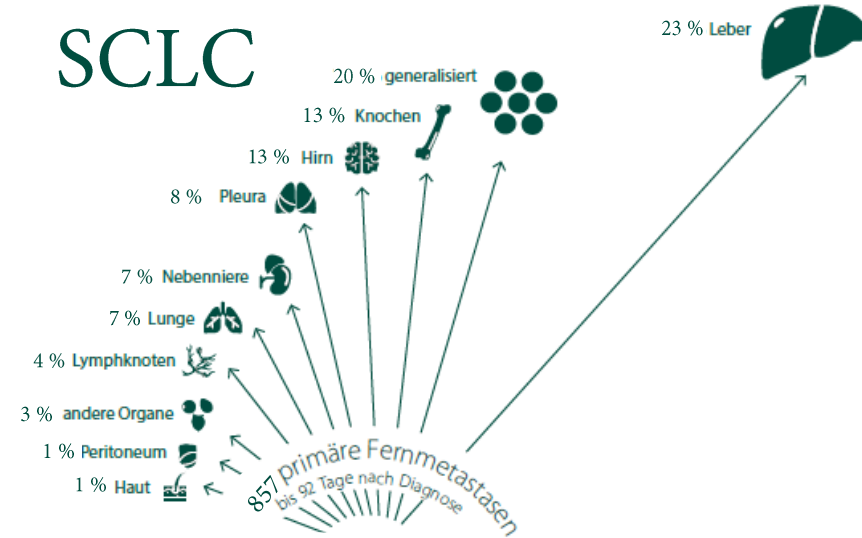 SCLC
23 % Leber
20 % generalisiert
13 % Knochen
13 % Hirn
8 % Pleura
7 % Nebenniere
7 % Lunge
4 % Lymphknoten
3 % andere Organe
1 % Peritoneum
1 % Haut
857 primäre Fernmetastasen
bis 92 Tage nach Diagnose